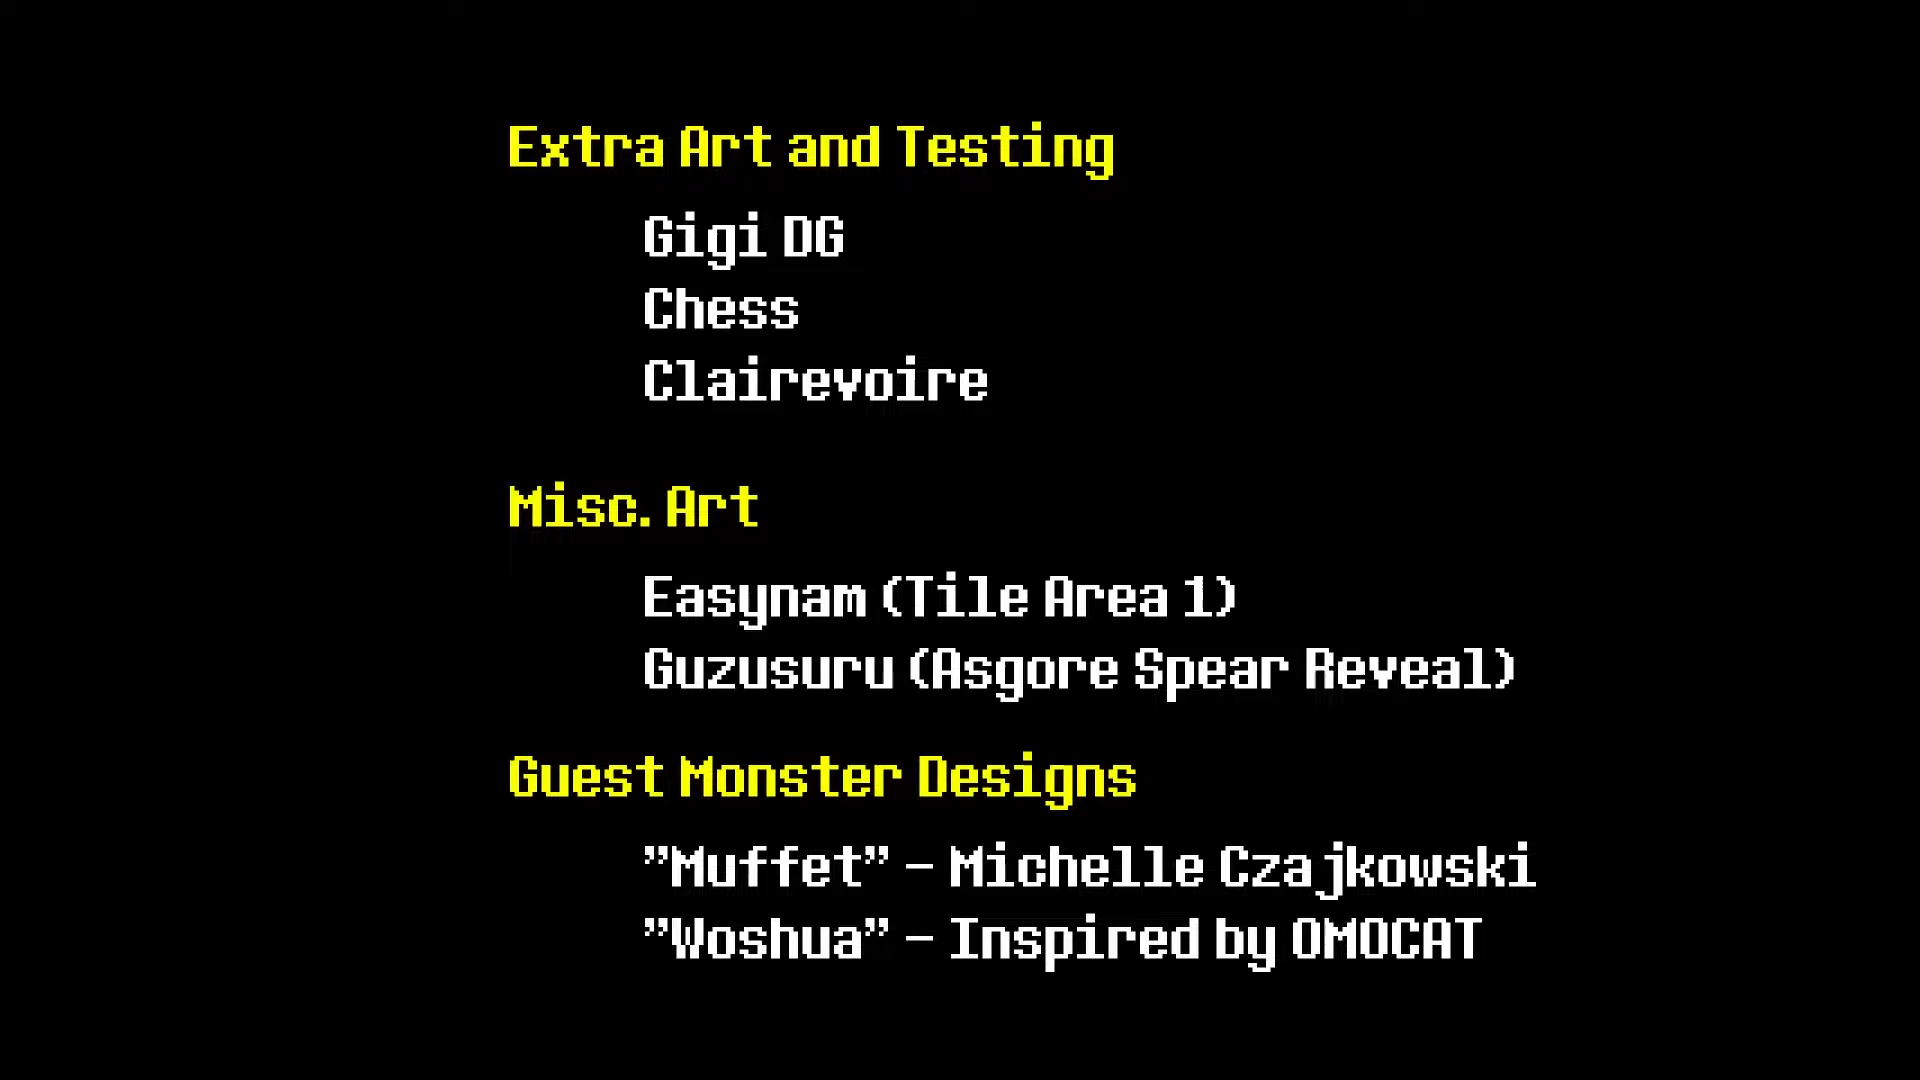 Extra Art and Testing
Gigi DG
Chess
Clairevoire
Misc. Art
Easynam (Tile Area 1)
Guzusuru (Asgore Spear Reveal)
Guest Monster Designs
”Muffet” - Michelle Czajkowski
”Woshua” - Inspired by OMOCAT